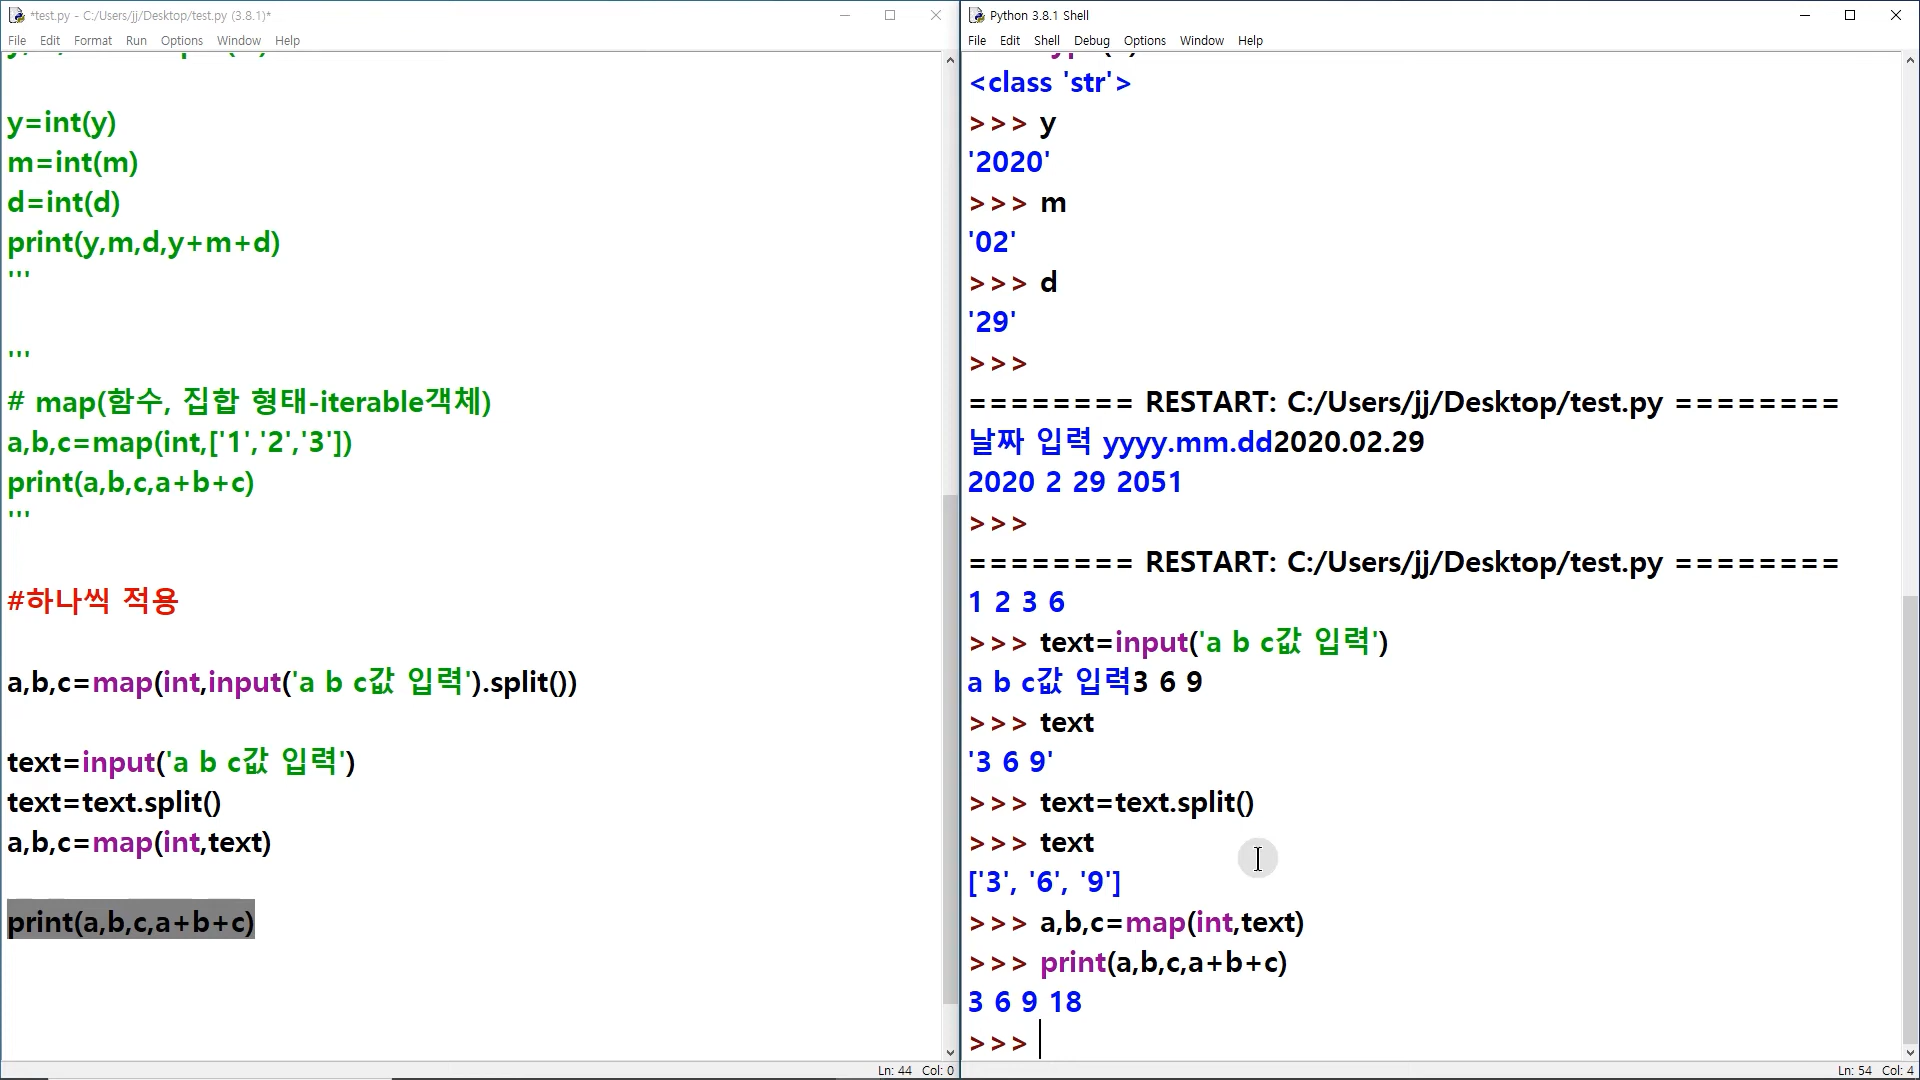 *test.py - C:/Users/jj/Desktop/test.py (3.8.1)*
File Edit Format Run Options Window Help
y=int(y)
m=int(m)
d=int(d)
print(y,m,d,y+m+d)
'''
'''
# map(함수, 집합 형태-iterable객체)
a,b,c=map(int,['1','2','3'])
print(a,b,c,a+b+c)
'''
#하나씩 적용
a,b,c=map(int,input('a b c값 입력').split())
text=input('a b c값 입력')
text=text.split()
a,b,c=map(int,text)
print(a,b,c,a+b+c)
Ln: 44 Col: 0
Python 3.8.1 Shell
File Edit Shell Debug Options Window Help
<class 'str'>
>>> y
'2020'
>>> m
'02'
>>> d
'29'
>>>
======== RESTART: C:/Users/jj/Desktop/test.py ========
날짜 입력 yyyy.mm.dd2020.02.29
2020 2 29 2051
>>>
======== RESTART: C:/Users/jj/Desktop/test.py ========
1 2 3 6
>>> text=input('a b c값 입력')
a b c값 입력3 6 9
>>> text
'3 6 9'
>>> text=text.split()
>>> text
['3', '6', '9']
>>> a,b,c=map(int,text)
>>> print(a,b,c,a+b+c)
3 6 9 18
>>>
Ln: 54 Col: 4